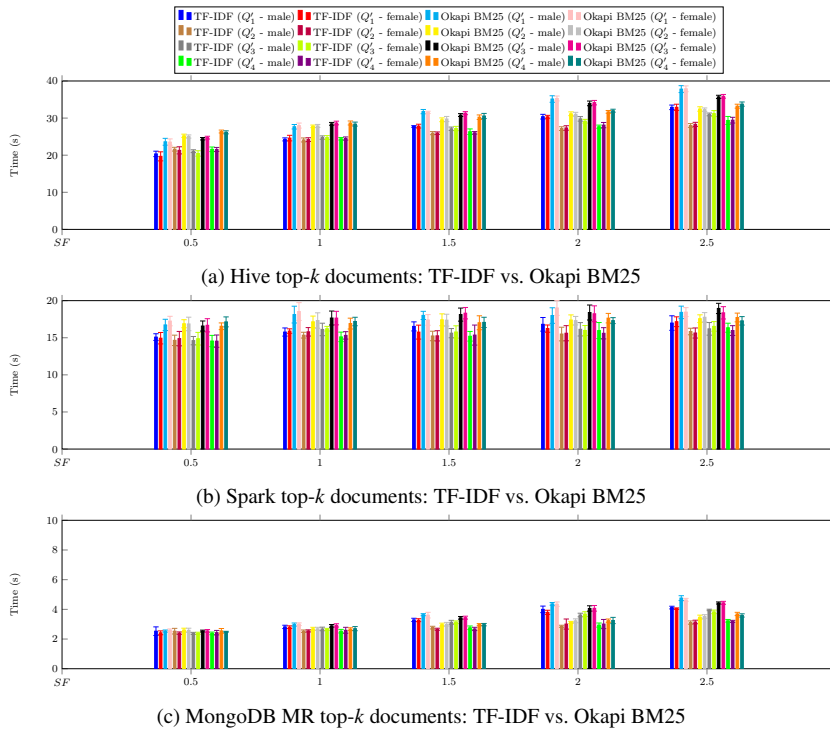 TF-IDF (Q′1 - male) TF-IDF (Q′1 - female) Okapi BM25 (Q′1 - male) Okapi BM25 (Q′1 - female)
TF-IDF (Q′2 - male) TF-IDF (Q′2 - female) Okapi BM25 (Q′2 - male) Okapi BM25 (Q′2 - female)
TF-IDF (Q′3 - male) TF-IDF (Q′3 - female) Okapi BM25 (Q′3 - male) Okapi BM25 (Q′3 - female)
TF-IDF (Q′4 - male) TF-IDF (Q′4 - female) Okapi BM25 (Q′4 - male) Okapi BM25 (Q′4 - female)
40
30
20
10
0
Time (s)
SF 0.5 1 1.5 2 2.5
(a) Hive top-k documents: TF-IDF vs. Okapi BM25
20
15
10
5
0
Time (s)
SF 0.5 1 1.5 2 2.5
(b) Spark top-k documents: TF-IDF vs. Okapi BM25
10
8
6
4
2
0
Time (s)
SF 0.5 1 1.5 2 2.5
(c) MongoDB MR top-k documents: TF-IDF vs. Okapi BM25